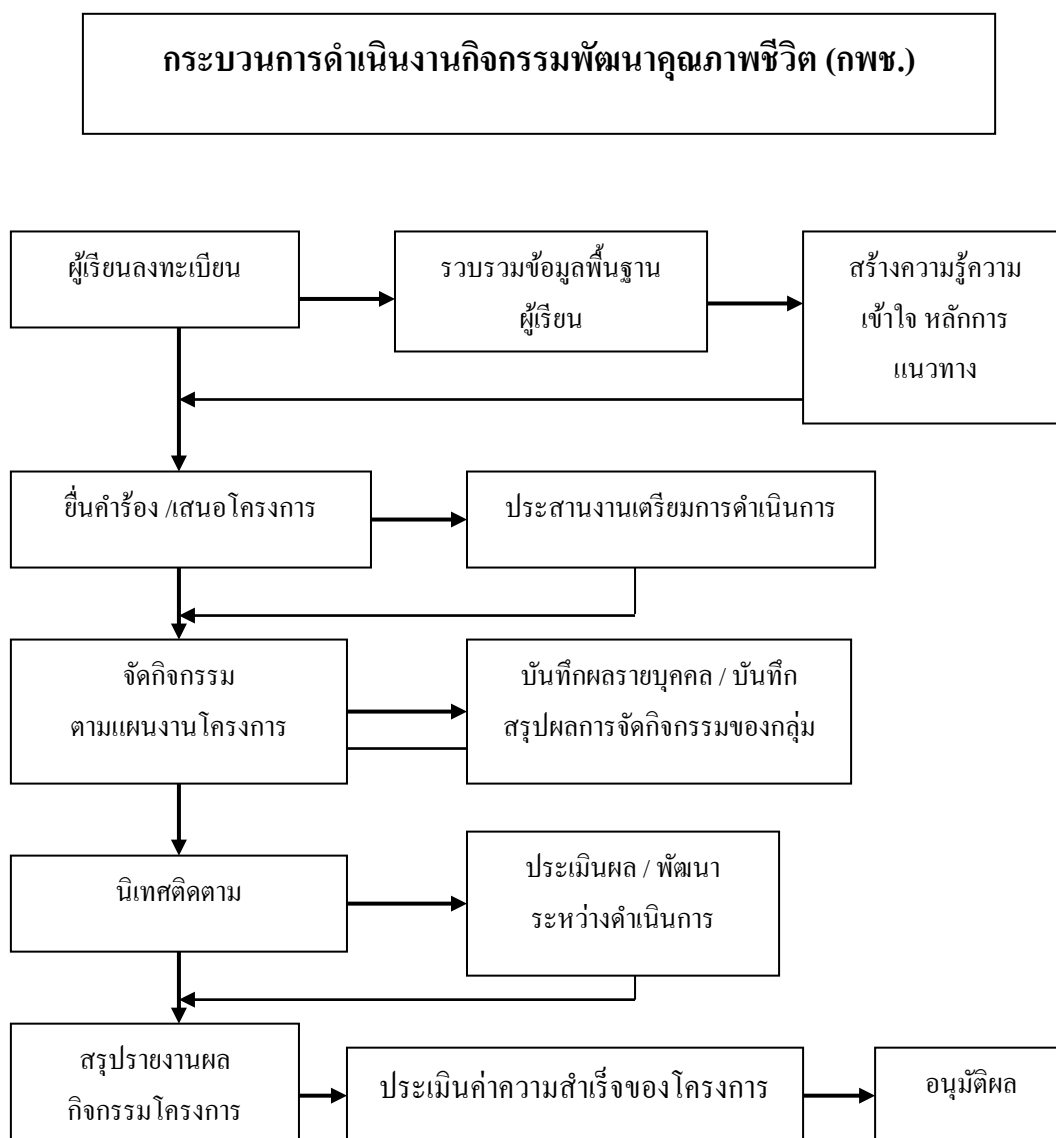 กระบวนการดำเนินงานกิจกรรมพัฒนาคุณภาพชีวิต (กพช.)
ผู้เรียนลงทะเบียน
รวบรวมข้อมูลพื้นฐาน
ผู้เรียน
สร้างความรู้ความ
เข้าใจ หลักการ
แนวทาง
ยื่นคำร้อง /เสนอโครงการ
ประสานงานเตรียมการดำเนินการ
จัดกิจกรรม
ตามแผนงานโครงการ
บันทึกผลรายบุคคล / บันทึก
สรุปผลการจัดกิจกรรมของกลุ่ม
นิเทศติดตาม
ประเมินผล / พัฒนา
ระหว่างดำเนินการ
สรุปรายงานผล
กิจกรรมโครงการ
ประเมินค่าความสำเร็จของโครงการ
อนุมัติผล